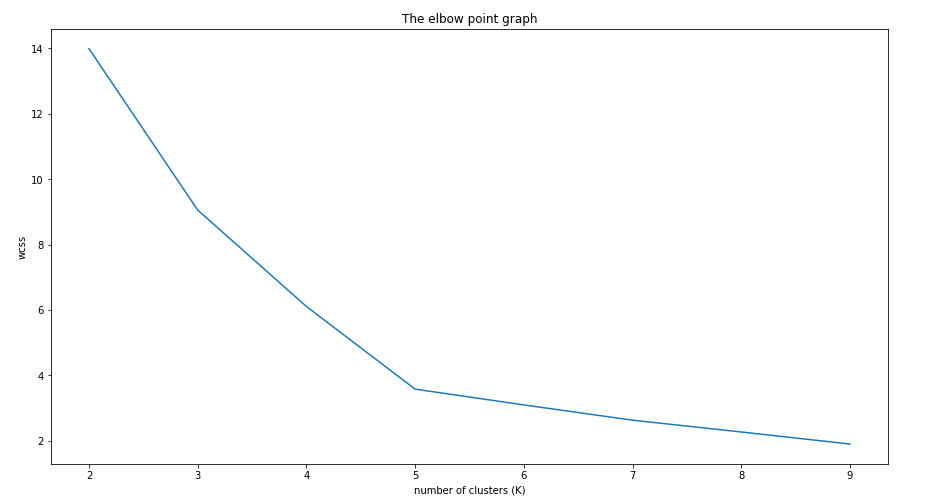 The elbow point graph
14
12
10
8
6
4
2
wcss
2 3 4 5 6 7 8 9
number of clusters (K)